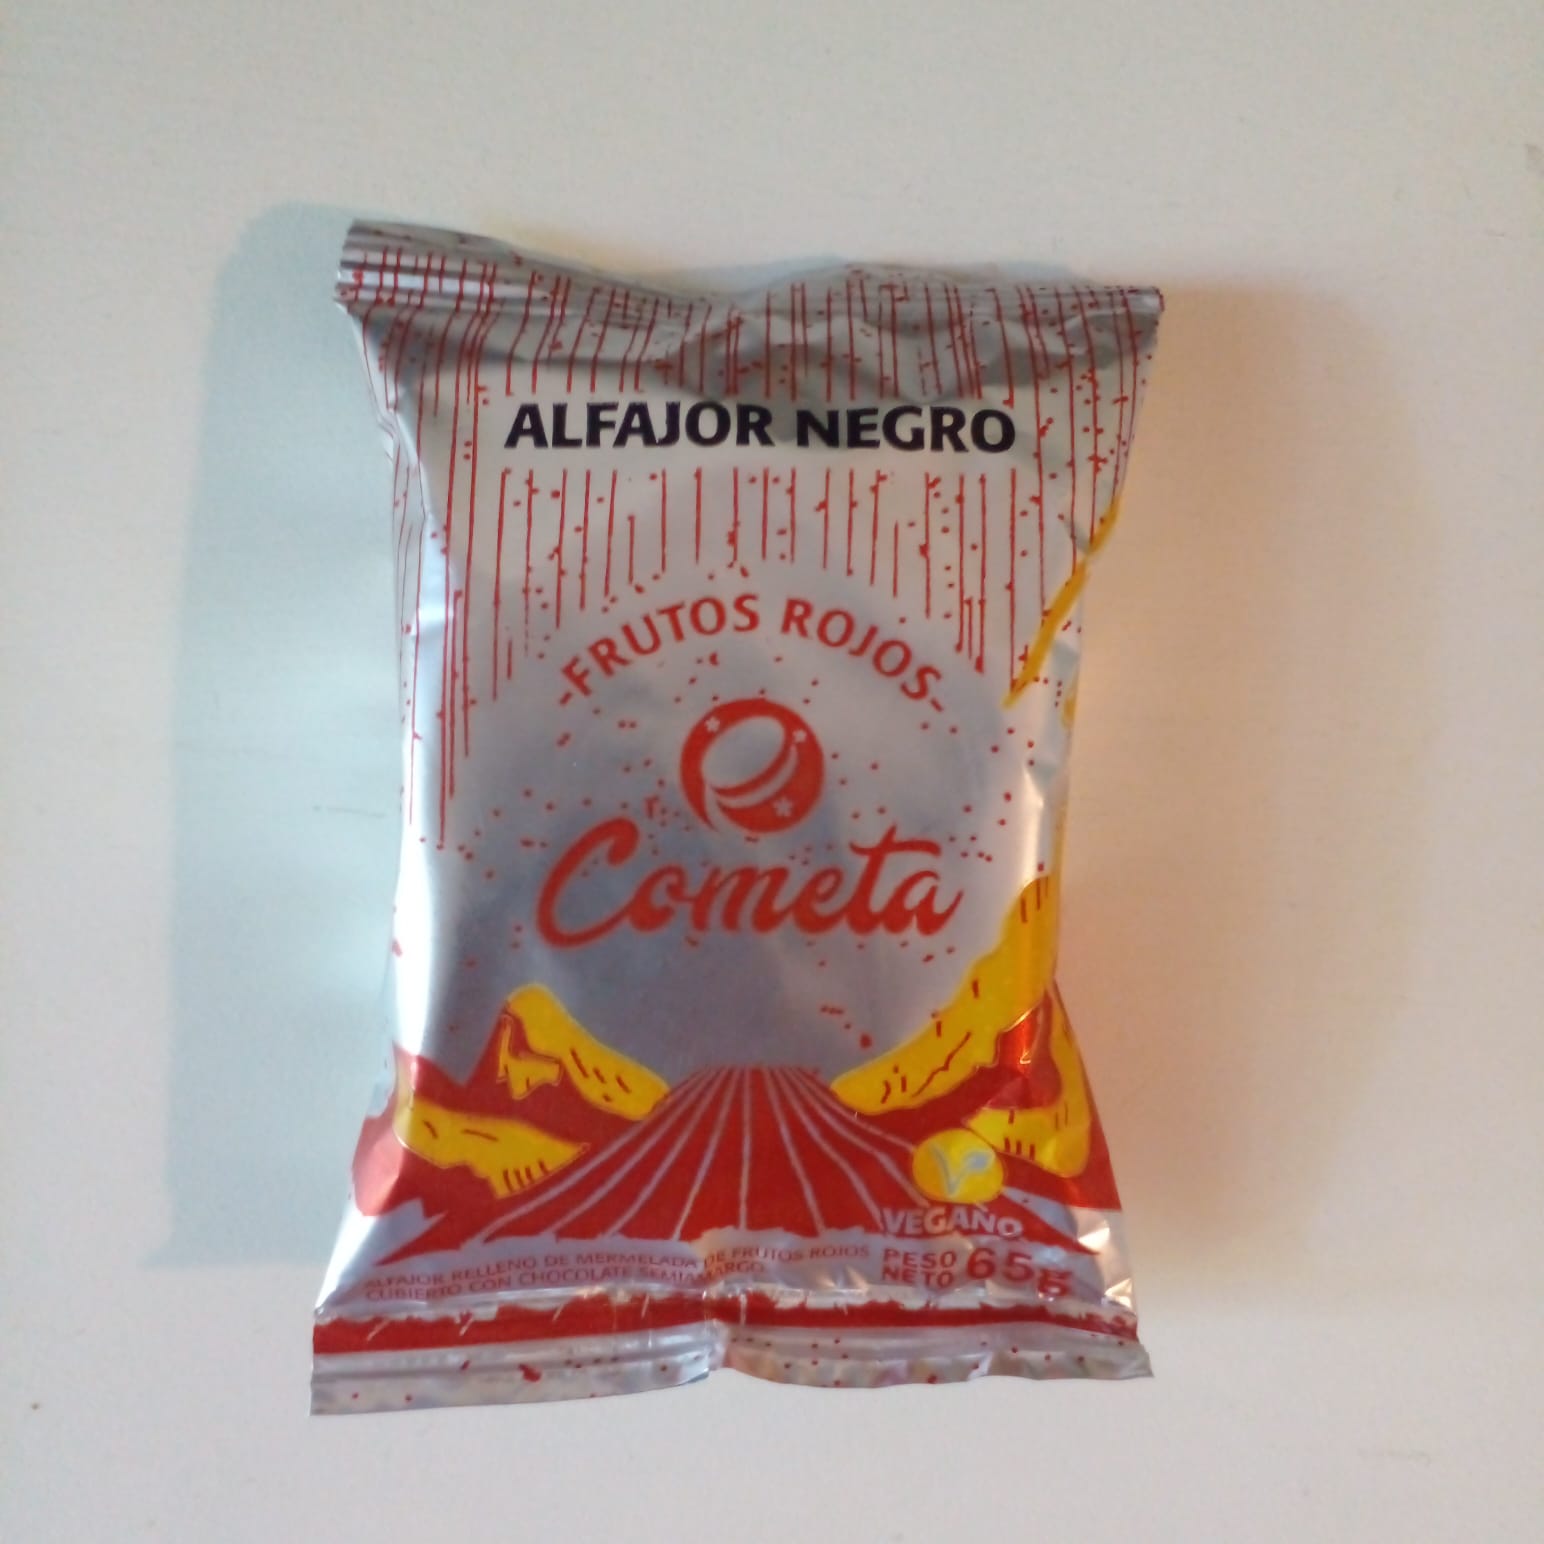 ALFAJOR NEGRO
-FRUTOS ROJOS-
Cometa
VEGANO
ALFAJOR RELLENO DE MERMELADA DE FRUTOS ROJOS
CUBIERTO CON CHOCOLATE SEMIAMARGO
PESO
NETO 65g